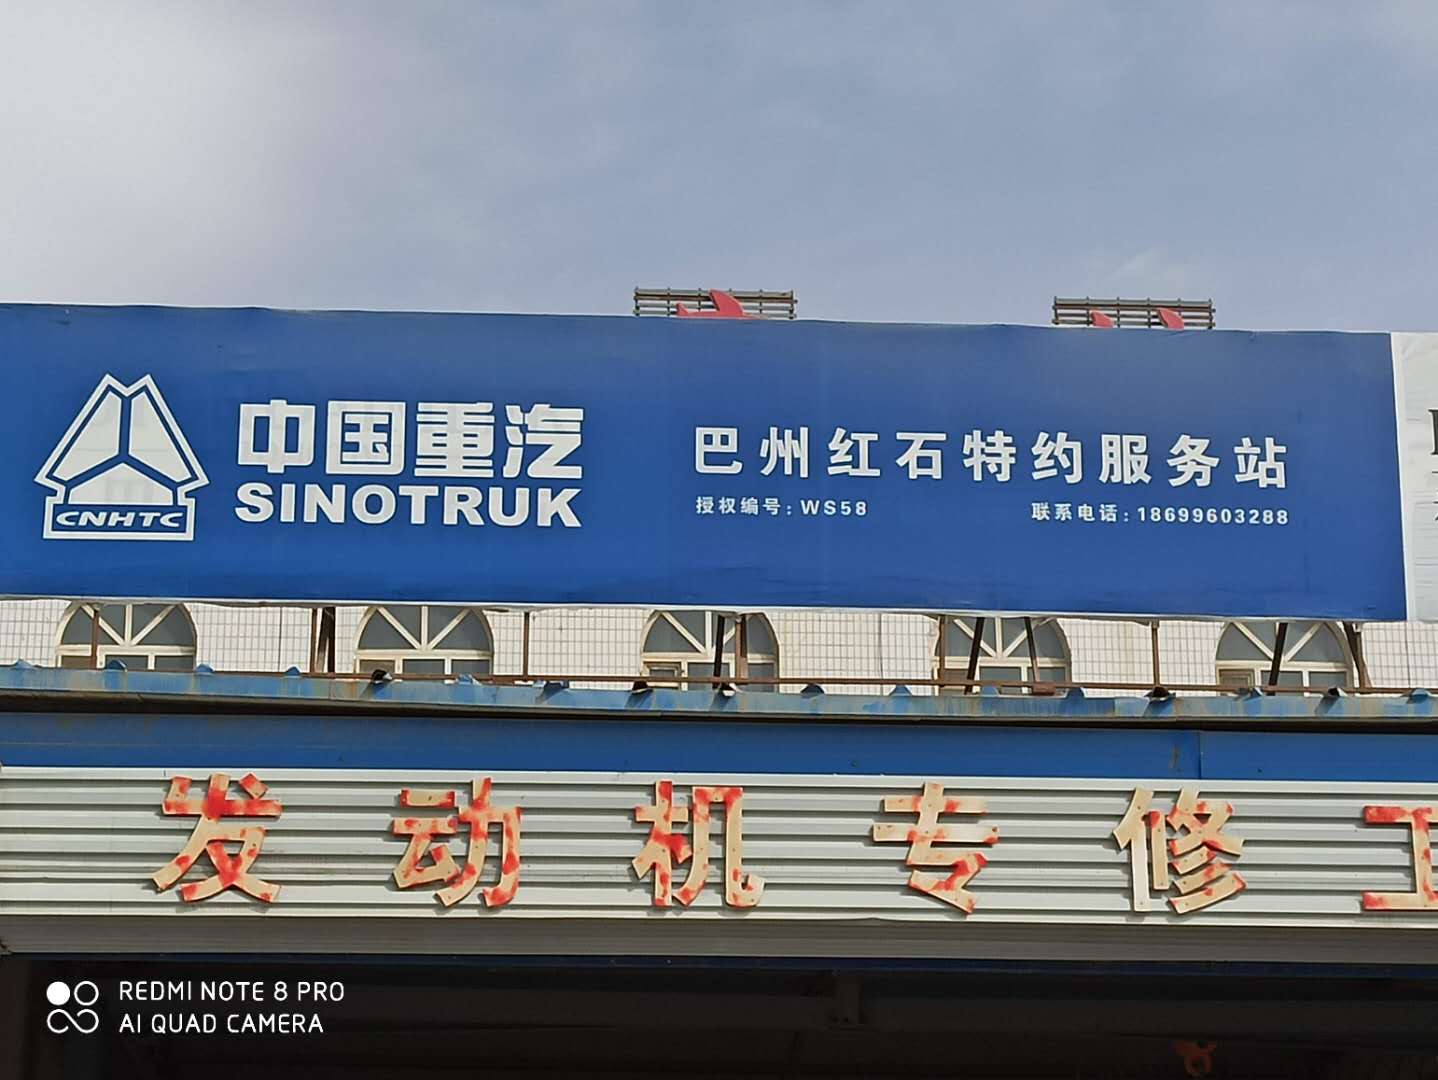 CNHTC
中国重汽
SINOTRUK
巴州红石特约服务站
授权编号：WS58
联系电话：18699603288
发动机专修工
REDMI NOTE 8 PRO
AI QUAD CAMERA